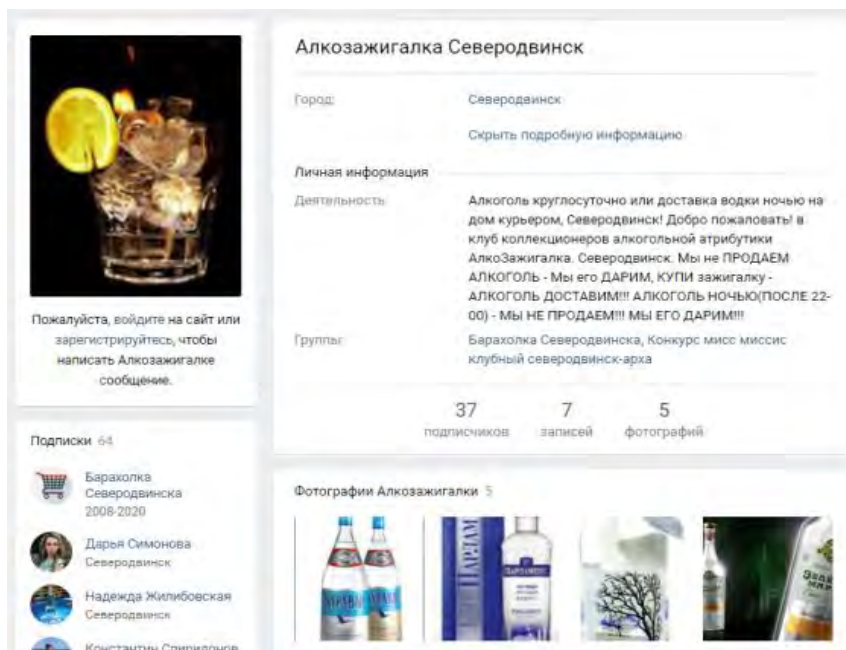 Алкозажигалка Северодвинск
Город: Северодвинск
Скрыть подробную информацию
Личная информация
Деятельность: Алкоголь круглосуточно или доставка водки ночью на
дом курьером, Северодвинск! Добро пожаловать! в
клуб коллекционеров алкогольной атрибутики
АлкоЗажигалка. Северодвинск. Мы не ПРОДАЕМ
АЛКОГОЛЬ - Мы его ДАРИМ, КУПИ зажигалку -
АЛКОГОЛЬ ДОСТАВИМ!!! АЛКОГОЛЬ НОЧЬЮ(ПОСЛЕ 22-
00) - МЫ НЕ ПРОДАЕМ!!! МЫ ЕГО ДАРИМ!!!
Группы: Барахолка Северодвинска, Конкурс мисс миссис
клубный северодвинск-арха
37 7 5
подписчиков записей фотографий
Пожалуйста, войдите на сайт или
зарегистрируйтесь, чтобы
написать Алкозажигалке
сообщение.
Подписки 64
Барахолка
Северодвинска
2008-2020
Дарья Симонова
Северодвинск
Надежда Жилибовская
Северодвинск
Константин Спиридонов
Фотографии Алкозажигалки 5
ПАРЛАМЕНТ